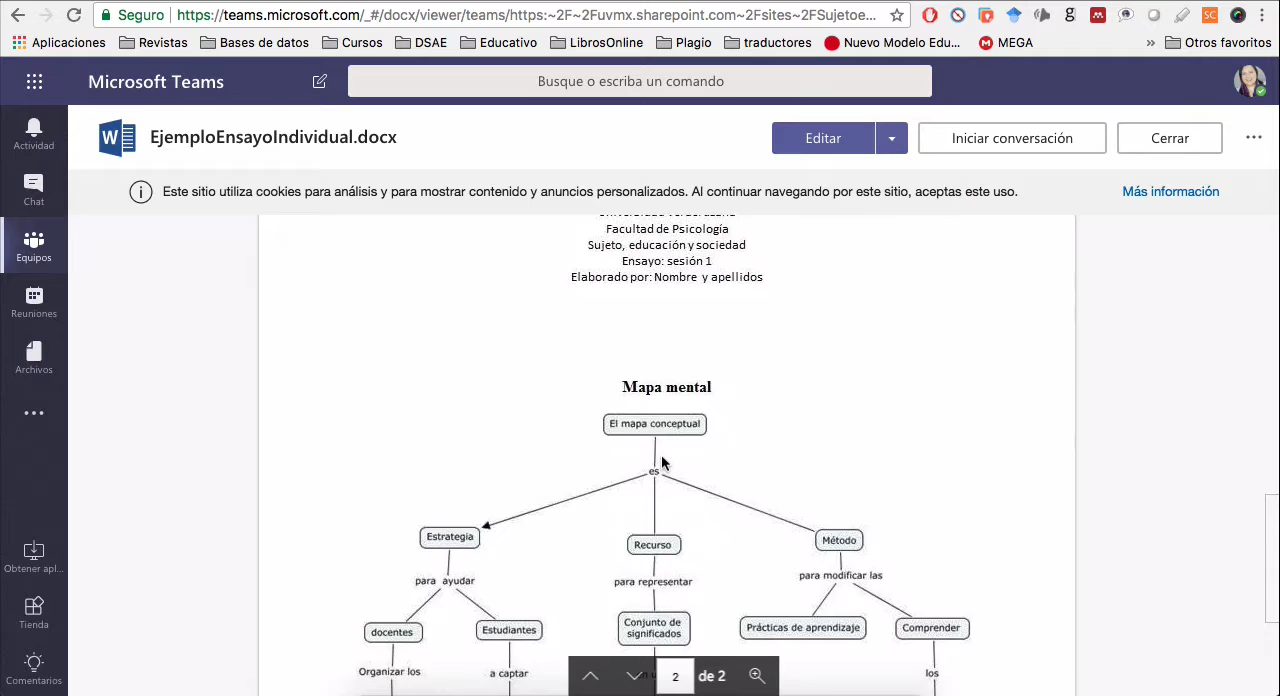 Seguro https://teams.microsoft.com/_#/docx/viewer/teams/https:~2F~2Fuvmx.sharepoint.com~2Fsites~2FSujetoe...
Aplicaciones Revistas Bases de datos Cursos DSAE Educativo LibrosOnline Plagio traductores Nuevo Modelo Edu... MEGA » Otros favoritos
Microsoft Teams Busque o escriba un comando
Actividad
Chat
Equipos
Reuniones
Archivos
Obtener apl...
Tienda
Comentarios
EjemploEnsayoIndividual.docx Editar Iniciar conversación Cerrar
Este sitio utiliza cookies para análisis y para mostrar contenido y anuncios personalizados. Al continuar navegando por este sitio, aceptas este uso. Más información
Facultad de Psicología
Sujeto, educación y sociedad
Ensayo: sesión 1
Elaborado por: Nombre y apellidos
Mapa mental
El mapa conceptual
es
Estrategia Recurso Método
para ayudar para representar para modificar las
docentes Estudiantes Conjunto de significados Prácticas de aprendizaje Comprender
Organizar los a captar los
2 de 2